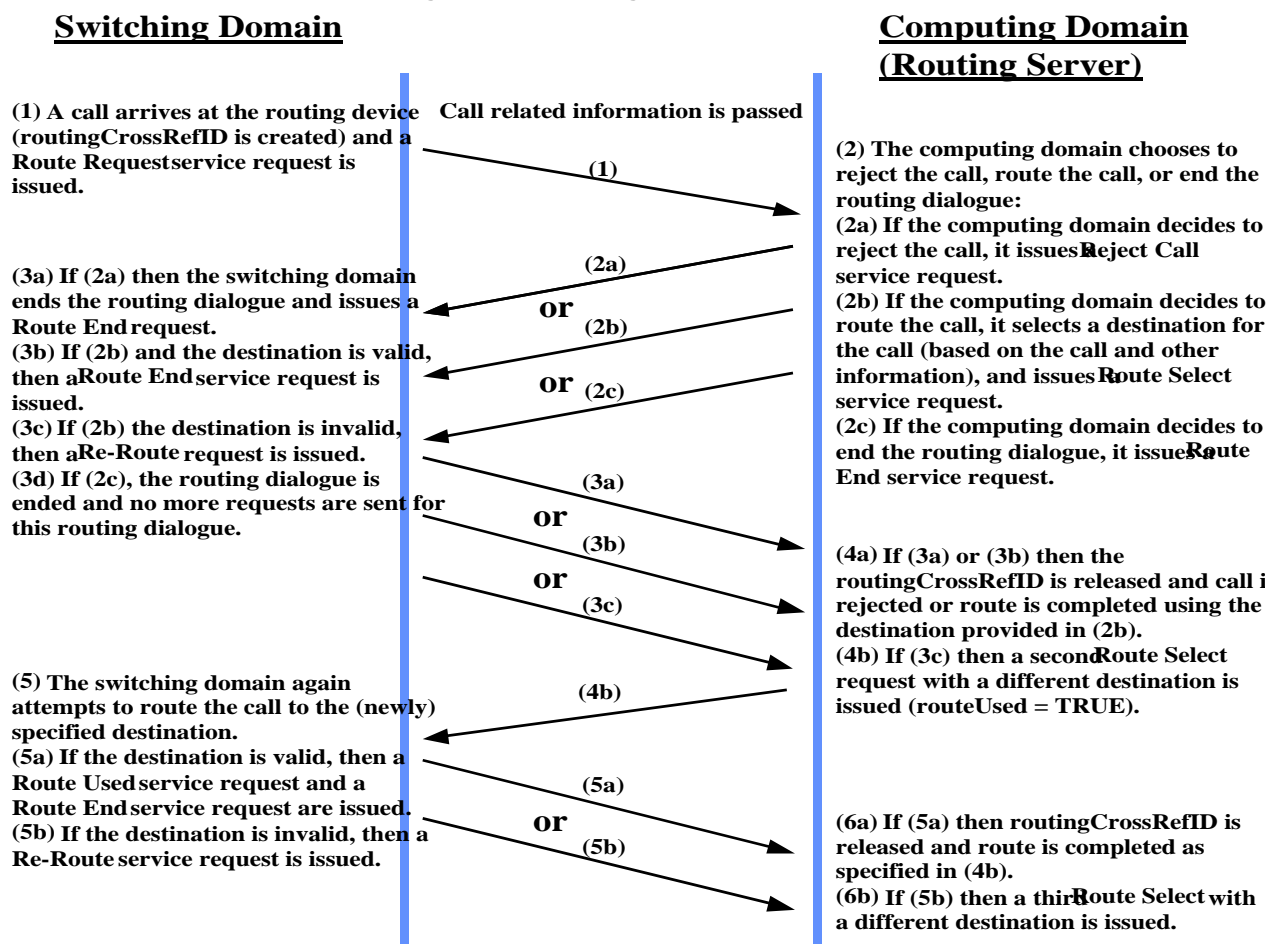 Switching Domain
Computing Domain
(Routing Server)
(1) A call arrives at the routing device
(routingCrossRefID is created) and a
Route Request service request is
issued.
Call related information is passed
(1)
(2) The computing domain chooses to
reject the call, route the call, or end the
routing dialogue:
(2a) If the computing domain decides to
reject the call, it issues a Reject Call
service request.
(2b) If the computing domain decides to
route the call, it selects a destination for
the call (based on the call and other
information), and issues a Route Select
service request.
(2c) If the computing domain decides to
end the routing dialogue, it issues a Route
End service request.
(2a)
or
(2b)
or
(2c)
(3a) If (2a) then the switching domain
ends the routing dialogue and issues a
Route End request.
(3b) If (2b) and the destination is valid,
then a Route End service request is
issued.
(3c) If (2b) the destination is invalid,
then a Re-Route request is issued.
(3d) If (2c), the routing dialogue is
ended and no more requests are sent for
this routing dialogue.
(3a)
or
(3b)
or
(3c)
(4a) If (3a) or (3b) then the
routingCrossRefID is released and call i
rejected or route is completed using the
destination provided in (2b).
(4b) If (3c) then a second Route Select
request with a different destination is
issued (routeUsed = TRUE).
(4b)
(5) The switching domain again
attempts to route the call to the (newly)
specified destination.
(5a) If the destination is valid, then a
Route Used service request and a
Route End service request are issued.
(5b) If the destination is invalid, then a
Re-Route service request is issued.
(5a)
or
(5b)
(6a) If (5a) then routingCrossRefID is
released and route is completed as
specified in (4b).
(6b) If (5b) then a third Route Select with
a different destination is issued.